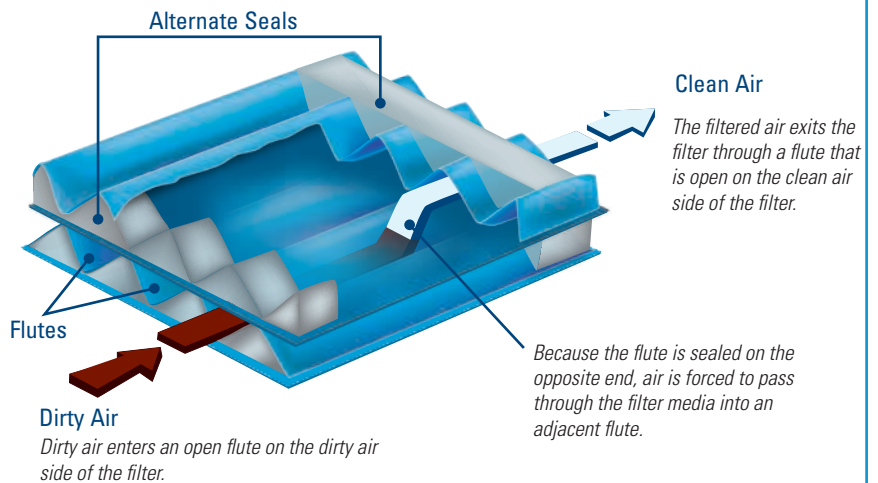 Alternate Seals
Clean Air
The filtered air exits the
filter through a flute that
is open on the clean air
side of the filter.
Flutes
Because the flute is sealed on the
opposite end, air is forced to pass
through the filter media into an
adjacent flute.
Dirty Air
Dirty air enters an open flute on the dirty air
side of the filter.